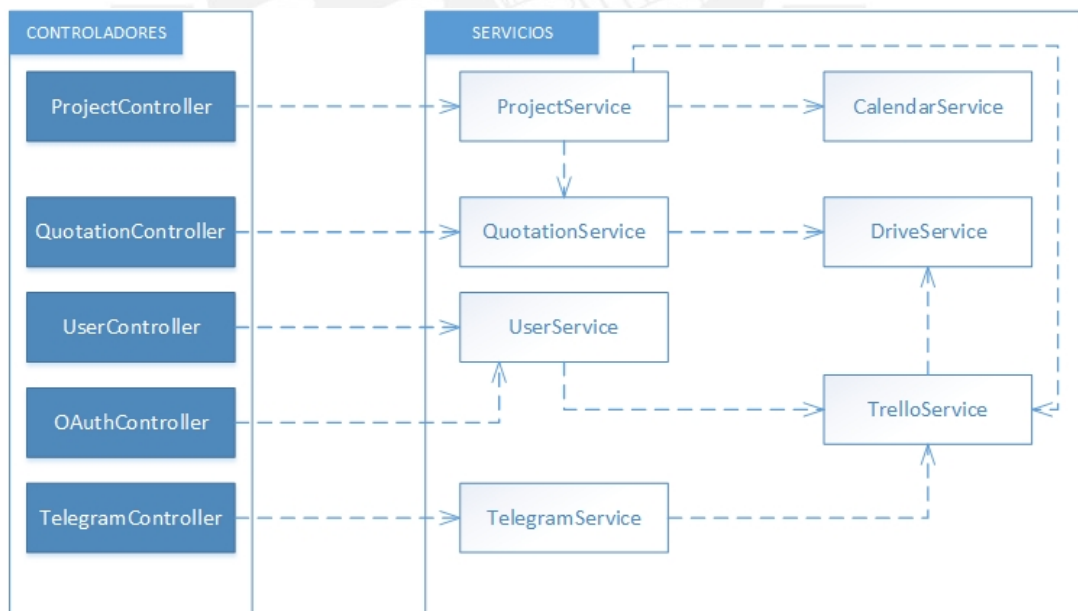 CONTROLADORES
ProjectController
QuotationController
UserController
OAuthController
TelegramController
SERVICIOS
ProjectService
CalendarService
QuotationService
DriveService
UserService
TrelloService
TelegramService